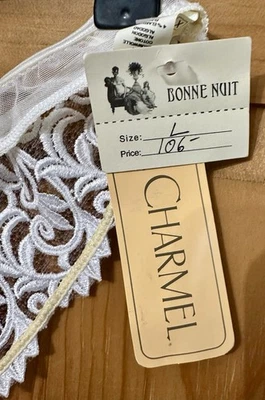 BONNE NUIT
Size: L
Price: 106-
CHARMEL